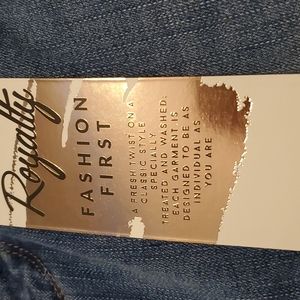 Royalty
FASHION
FIRST
A FRESH TWIST ON A
CLASSIC STYLE.
SPECIALLY
TREATED AND WASHED:
EACH GARMENT IS
DESIGNED TO BE AS
INDIVIDUAL AS
YOU ARE